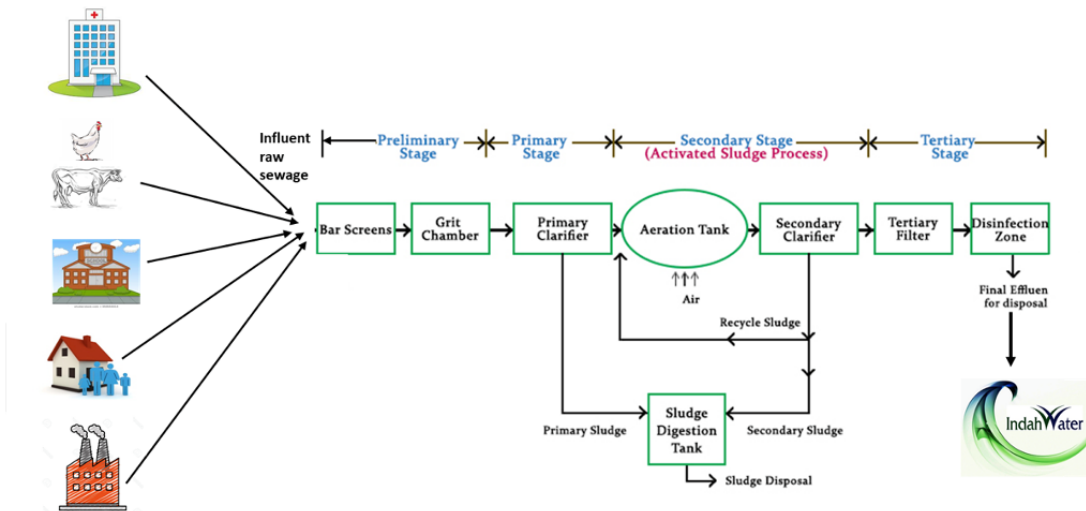 Influent
raw
sewage
Preliminary
Stage
Primary
Stage
Secondary Stage
(Activated Sludge Process)
Tertiary
Stage
Bar Screens
Grit
Chamber
Primary
Clarifier
Aeration Tank
Secondary
Clarifier
Tertiary
Filter
Disinfection
Zone
Air
Final Effluen
for disposal
Recycle Sludge
Primary Sludge
Sludge
Digestion
Tank
Secondary Sludge
Sludge Disposal
IndahWater